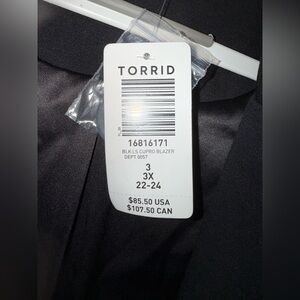 TORRID
16816171
BLK LS CUPRO BLAZER
DEPT 0057
3
3X
22-24
$85.50 USA
$107.50 CAN